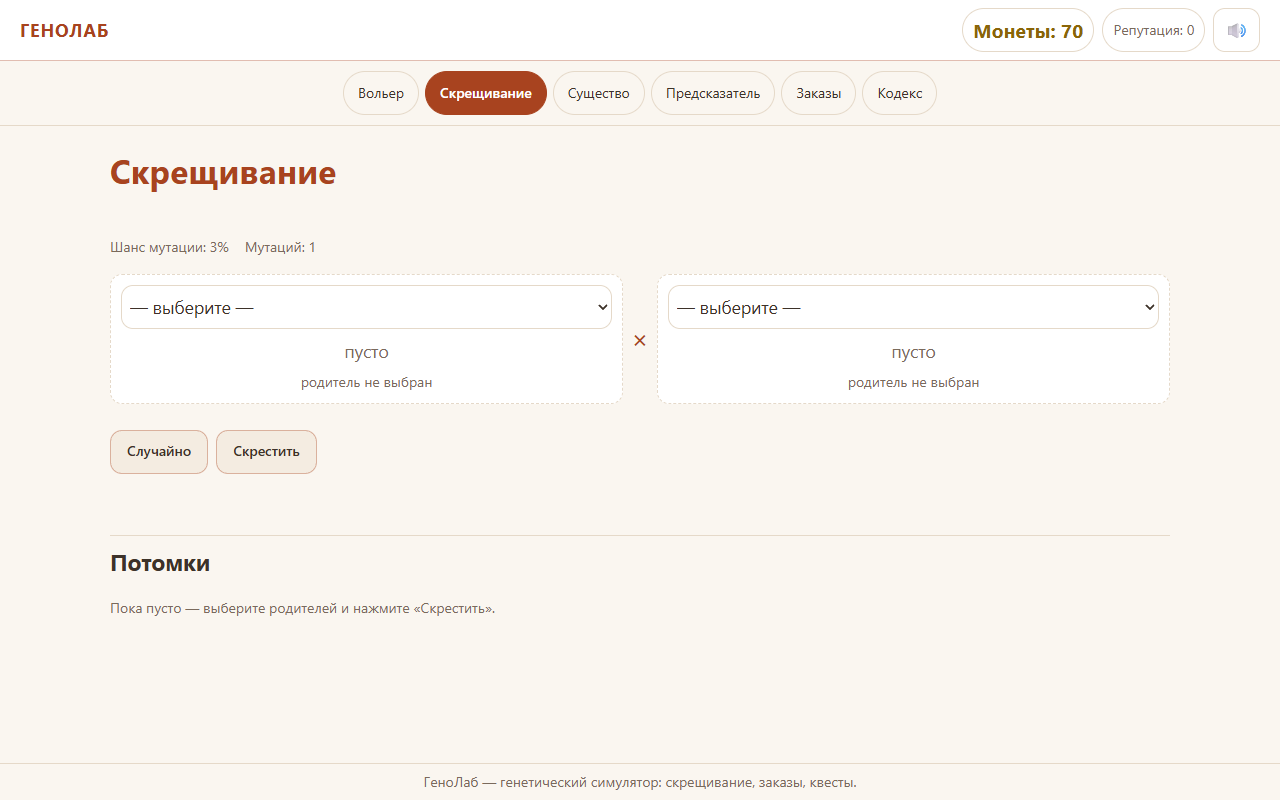 ГЕНОЛАБ
Монеты: 70
Репутация: 0
Вольер
Скрещивание
Существо
Предсказатель
Заказы
Кодекс
Скрещивание
Шанс мутации: 3% Мутаций: 1
— выберите —
пусто
родитель не выбран
×
— выберите —
пусто
родитель не выбран
Случайно
Скрестить
Потомки
Пока пусто — выберите родителей и нажмите «Скрестить».
ГеноЛаб — генетический симулятор: скрещивание, заказы, квесты.